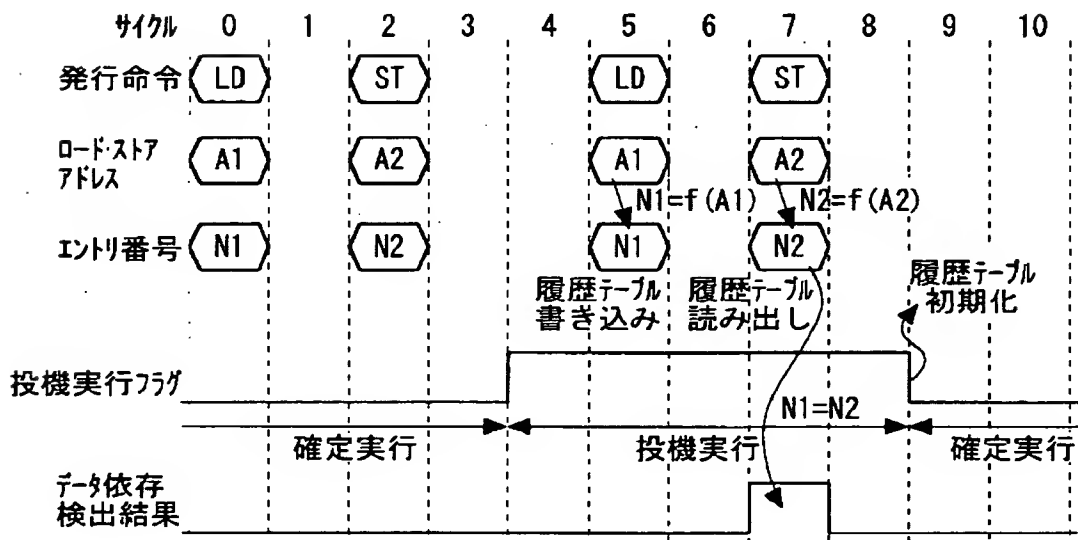 サイクル 0 1 2 3 4 5 6 7 8 9 10
発行命令 LD ST LD ST
ロード・ストア
アドレス
A1 A2 A1 A2
N1=f(A1) N2=f(A2)
エントリ番号 N1 N2 N1 N2
履歴テーブル
書き込み
履歴テーブル
読み出し
履歴テーブル
初期化
投機実行フラグ
N1=N2
確定実行 投機実行 確定実行
データ依存
検出結果